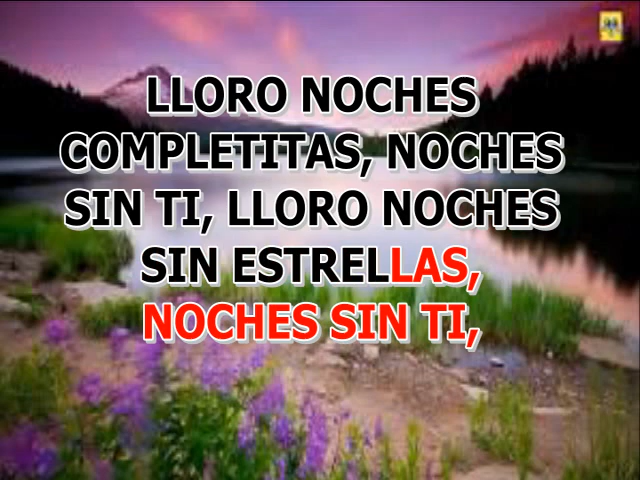 LLORO NOCHES
COMPLETITAS, NOCHES
SIN TI, LLORO NOCHES
SIN ESTRELLAS,
NOCHES SIN TI,